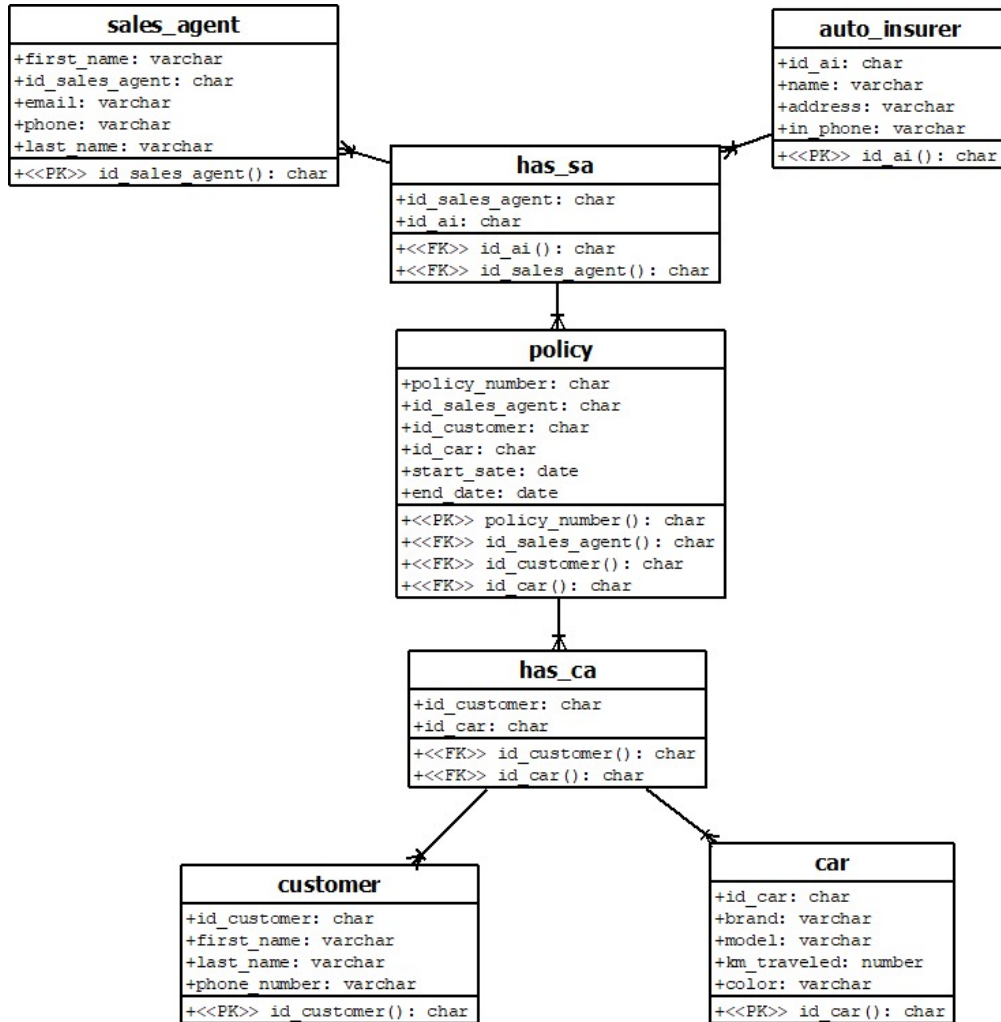 sales_agent
+first_name: varchar
+id_sales_agent: char
+email: varchar
+phone: varchar
+last_name: varchar
+<<PK>> id_sales_agent(): char
auto_insurer
+id_ai: char
+name: varchar
+address: varchar
+in_phone: varchar
+<<PK>> id_ai(): char
has_sa
+id_sales_agent: char
+id_ai: char
+<<FK>> id_ai(): char
+<<FK>> id_sales_agent(): char
policy
+policy_number: char
+id_sales_agent: char
+id_customer: char
+id_car: char
+start_sate: date
+end_date: date
+<<PK>> policy_number(): char
+<<FK>> id_sales_agent(): char
+<<FK>> id_customer(): char
+<<FK>> id_car(): char
has_ca
+id_customer: char
+id_car: char
+<<FK>> id_customer(): char
+<<FK>> id_car(): char
customer
+id_customer: char
+first_name: varchar
+last_name: varchar
+phone_number: varchar
+<<PK>> id_customer(): char
car
+id_car: char
+brand: varchar
+model: varchar
+km_traveled: number
+color: varchar
+<<PK>> id_car(): char